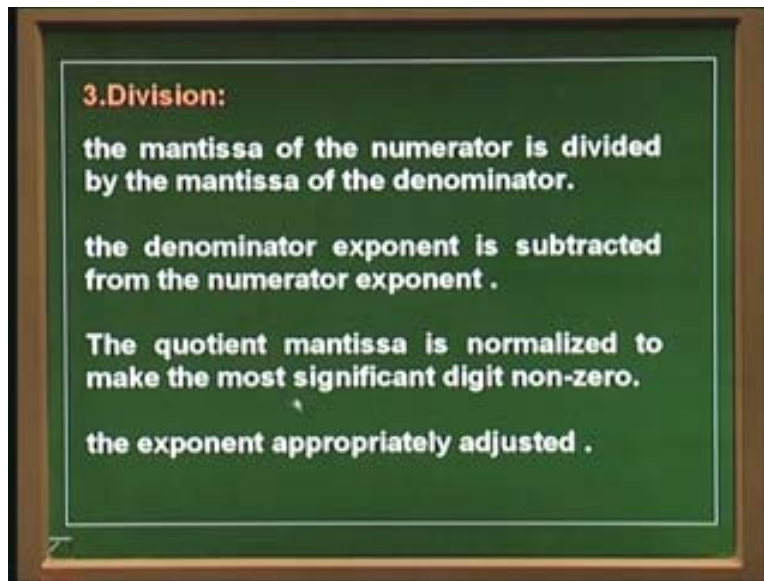 3.Division:
the mantissa of the numerator is divided
by the mantissa of the denominator.
the denominator exponent is subtracted
from the numerator exponent .
The quotient mantissa is normalized to
make the most significant digit non-zero.
the exponent appropriately adjusted .